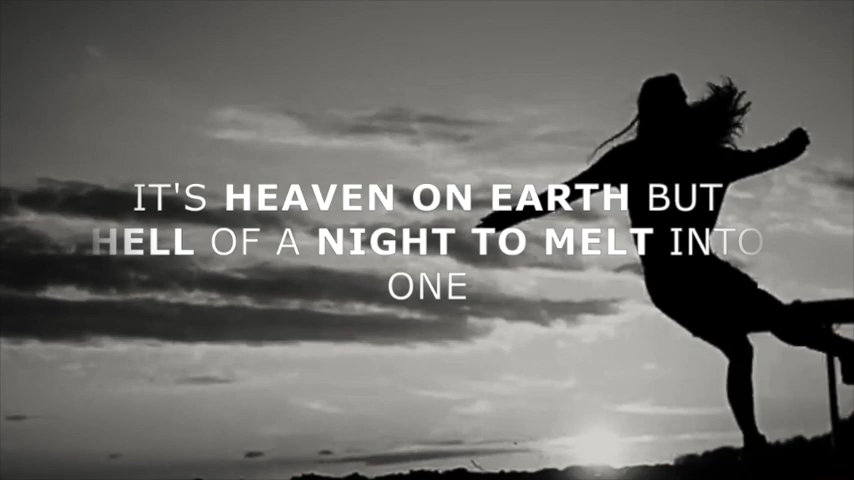 IT'S HEAVEN ON EARTH BUT
HELL OF A NIGHT TO MELT INTO
ONE